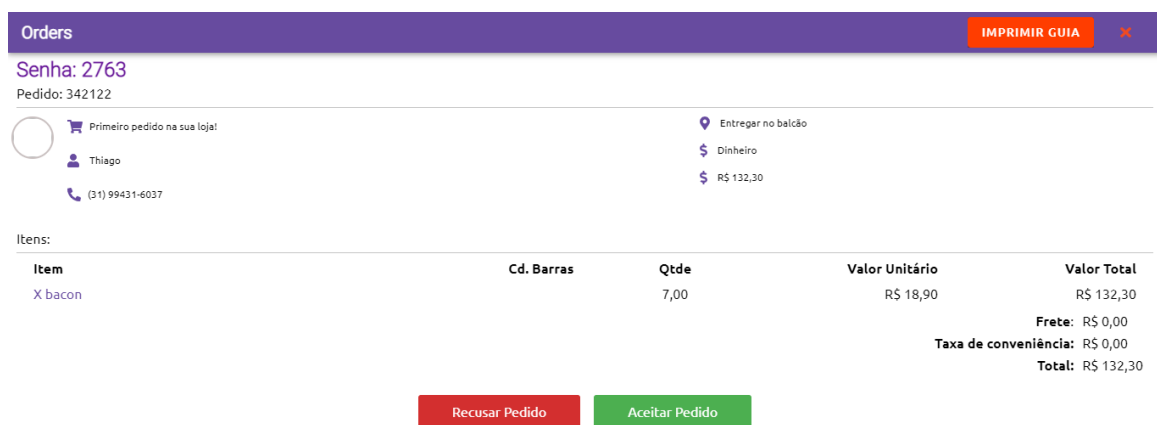 Orders IMPRIMIR GUIA ×
Senha: 2763
Pedido: 342122
Primeiro pedido na sua loja!
Thiago
(31) 99431-6037
Entregar no balcão
Dinheiro
R$ 132,30
Itens:
Item Cd. Barras Qtde Valor Unitário Valor Total
X bacon 7,00 R$ 18,90 R$ 132,30
Frete: R$ 0,00
Taxa de conveniência: R$ 0,00
Total: R$ 132,30
Recusar Pedido Aceitar Pedido